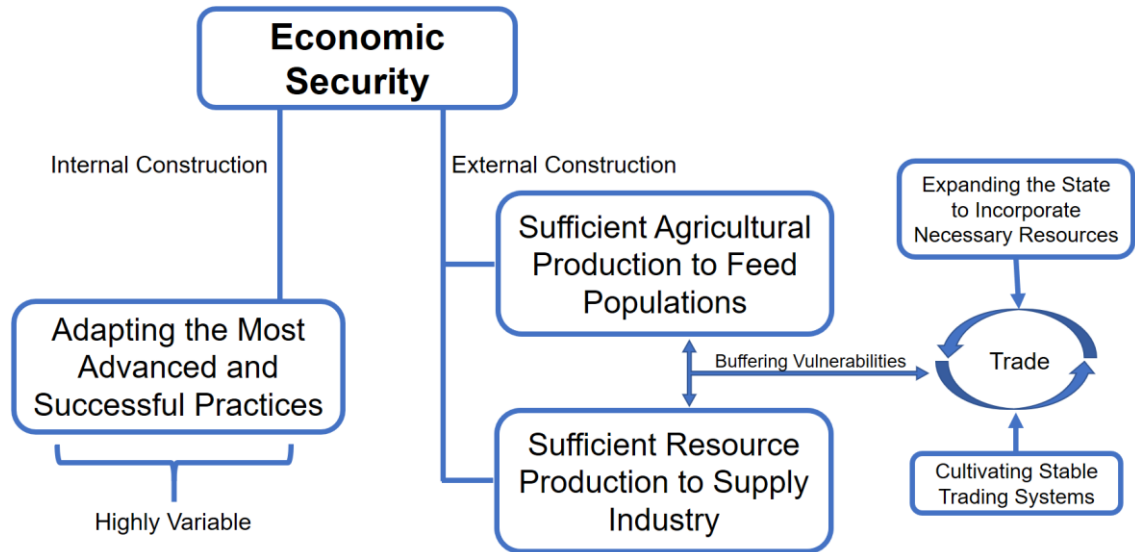 Economic
Security
Internal Construction
External Construction
Adapting the Most
Advanced and
Successful Practices
Highly Variable
Sufficient Agricultural
Production to Feed
Populations
Buffering Vulnerabilities
Sufficient Resource
Production to Supply
Industry
Expanding the State
to Incorporate
Necessary Resources
Trade
Cultivating Stable
Trading Systems